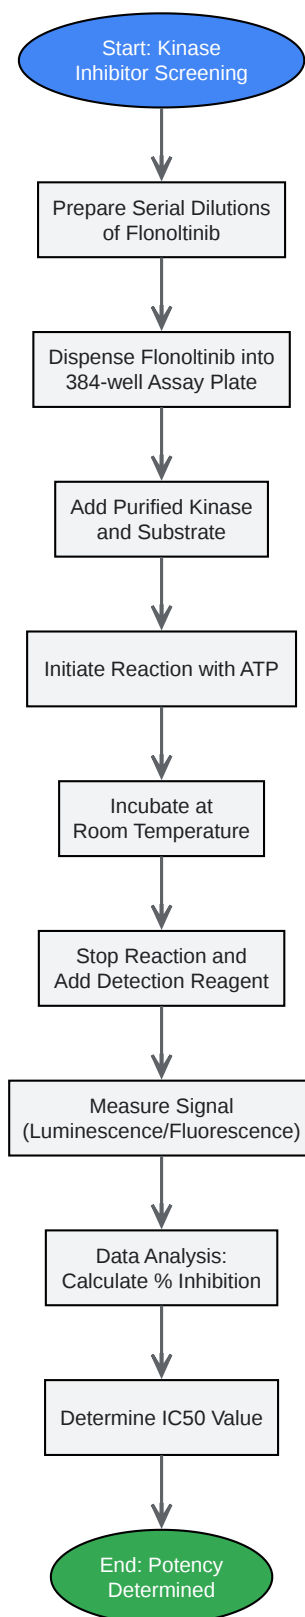 Start: Kinase
Inhibitor Screening
Prepare Serial Dilutions
of Flonoltinib
Dispense Flonoltinib into
384-well Assay Plate
Add Purified Kinase
and Substrate
Initiate Reaction with ATP
Incubate at
Room Temperature
Stop Reaction and
Add Detection Reagent
Measure Signal
(Luminescence/Fluorescence)
Data Analysis:
Calculate % Inhibition
Determine IC50 Value
End: Potency
Determined